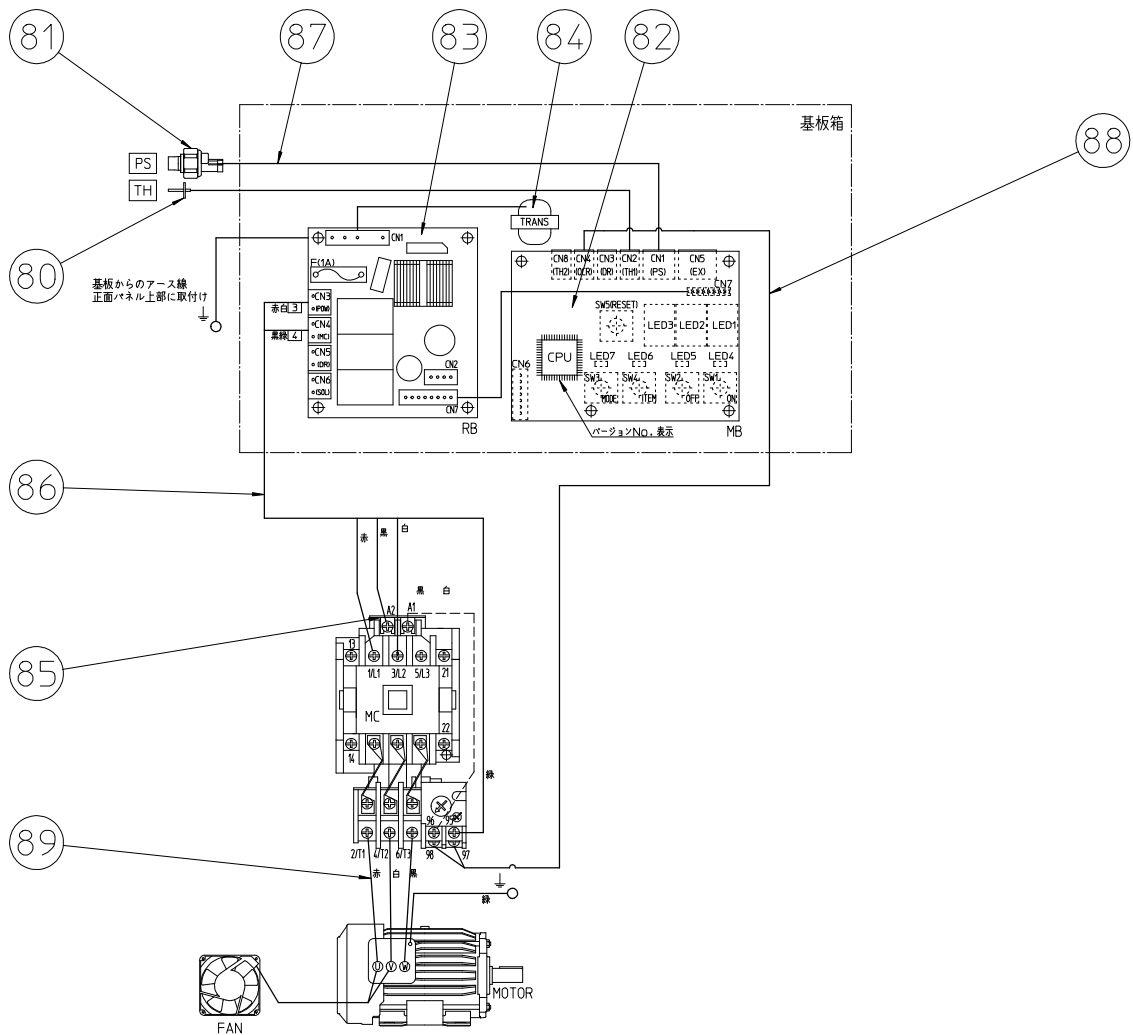 81
87
83
84
82
88
基板箱
PS
TH
80
TRANS
CN1
F(1A)
基板からのアース線
正面パネル上部に取付け
赤白 3
CN3
(POW)
黒緑 4
CN4
(MC)
CN5
(DR)
CN6
(SOL)
CN2
CN7
RB
CN8
(TH2)
CN4
(OCR)
CN3
(DR)
CN2
(TH1)
CN1
(PS)
CN5
(EX)
CN7
SW5(RESET)
LED3
LED2
LED1
CPU
LED7
LED6
LED5
LED4
CN6
SW3
MODE
SW4
ITEM
SW2
OFF
SW1
ON
バージョンNo.表示
MB
86
赤
黒
白
黒
白
A2
A1
85
13
1/L1
3/L2
5/L3
21
MC
22
14
緑
96
95
89
2/T1
4/T2
6/T3
98
97
赤
白
黒
緑
U
V
W
MOTOR
FAN